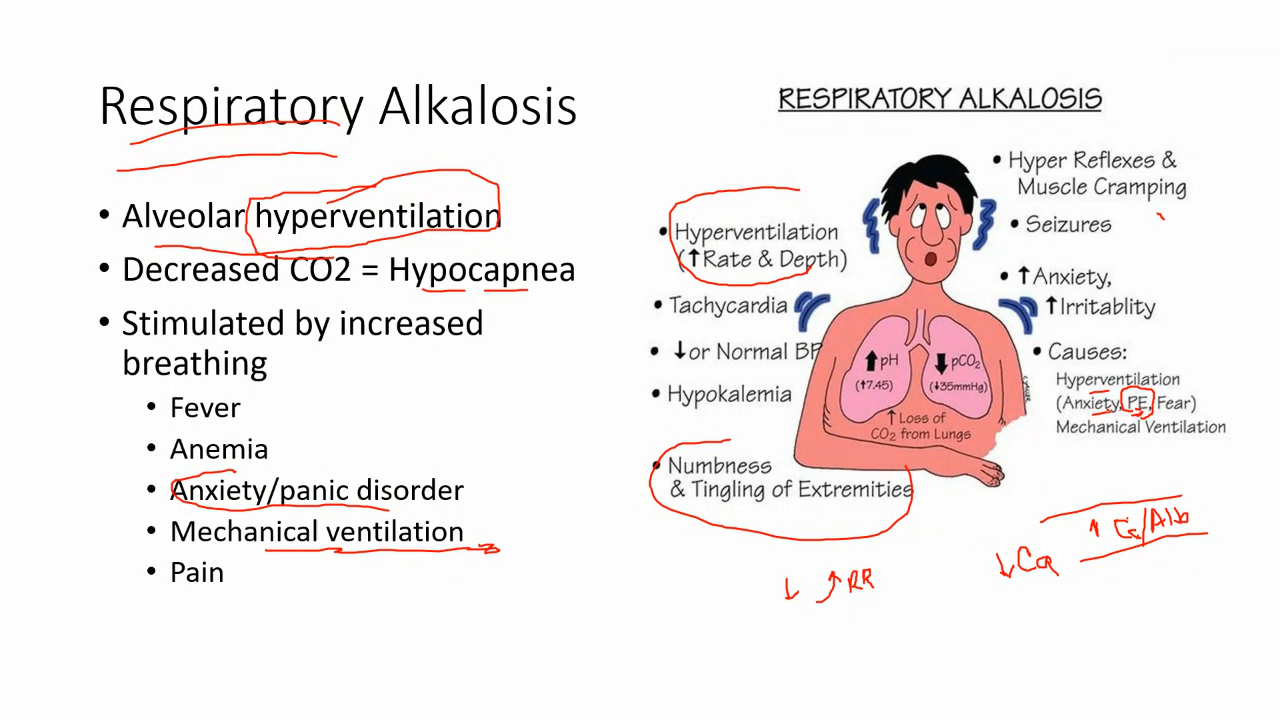 Respiratory Alkalosis
• Alveolar hyperventilation
• Decreased CO2 = Hypocapnea
• Stimulated by increased
breathing
• Fever
• Anemia
• Anxiety/panic disorder
• Mechanical ventilation
• Pain
RESPIRATORY ALKALOSIS
• Hyperventilation
(↑Rate & Depth)
• Tachycardia
• ↓or Normal BP
• Hypokalemia
• Numbness
& Tingling of Extremities
↑pH
(↑7.45)
↓pCO2
(↓35mmHg)
↑Loss of
CO2 from Lungs
• Hyper Reflexes &
Muscle Cramping
• Seizures
• ↑Anxiety,
↑Irritablity
• Causes:
Hyperventilation
(Anxiety, PE, Fear)
Mechanical Ventilation
↑ Ca/Alb
↓Ca
↓ ↑RR